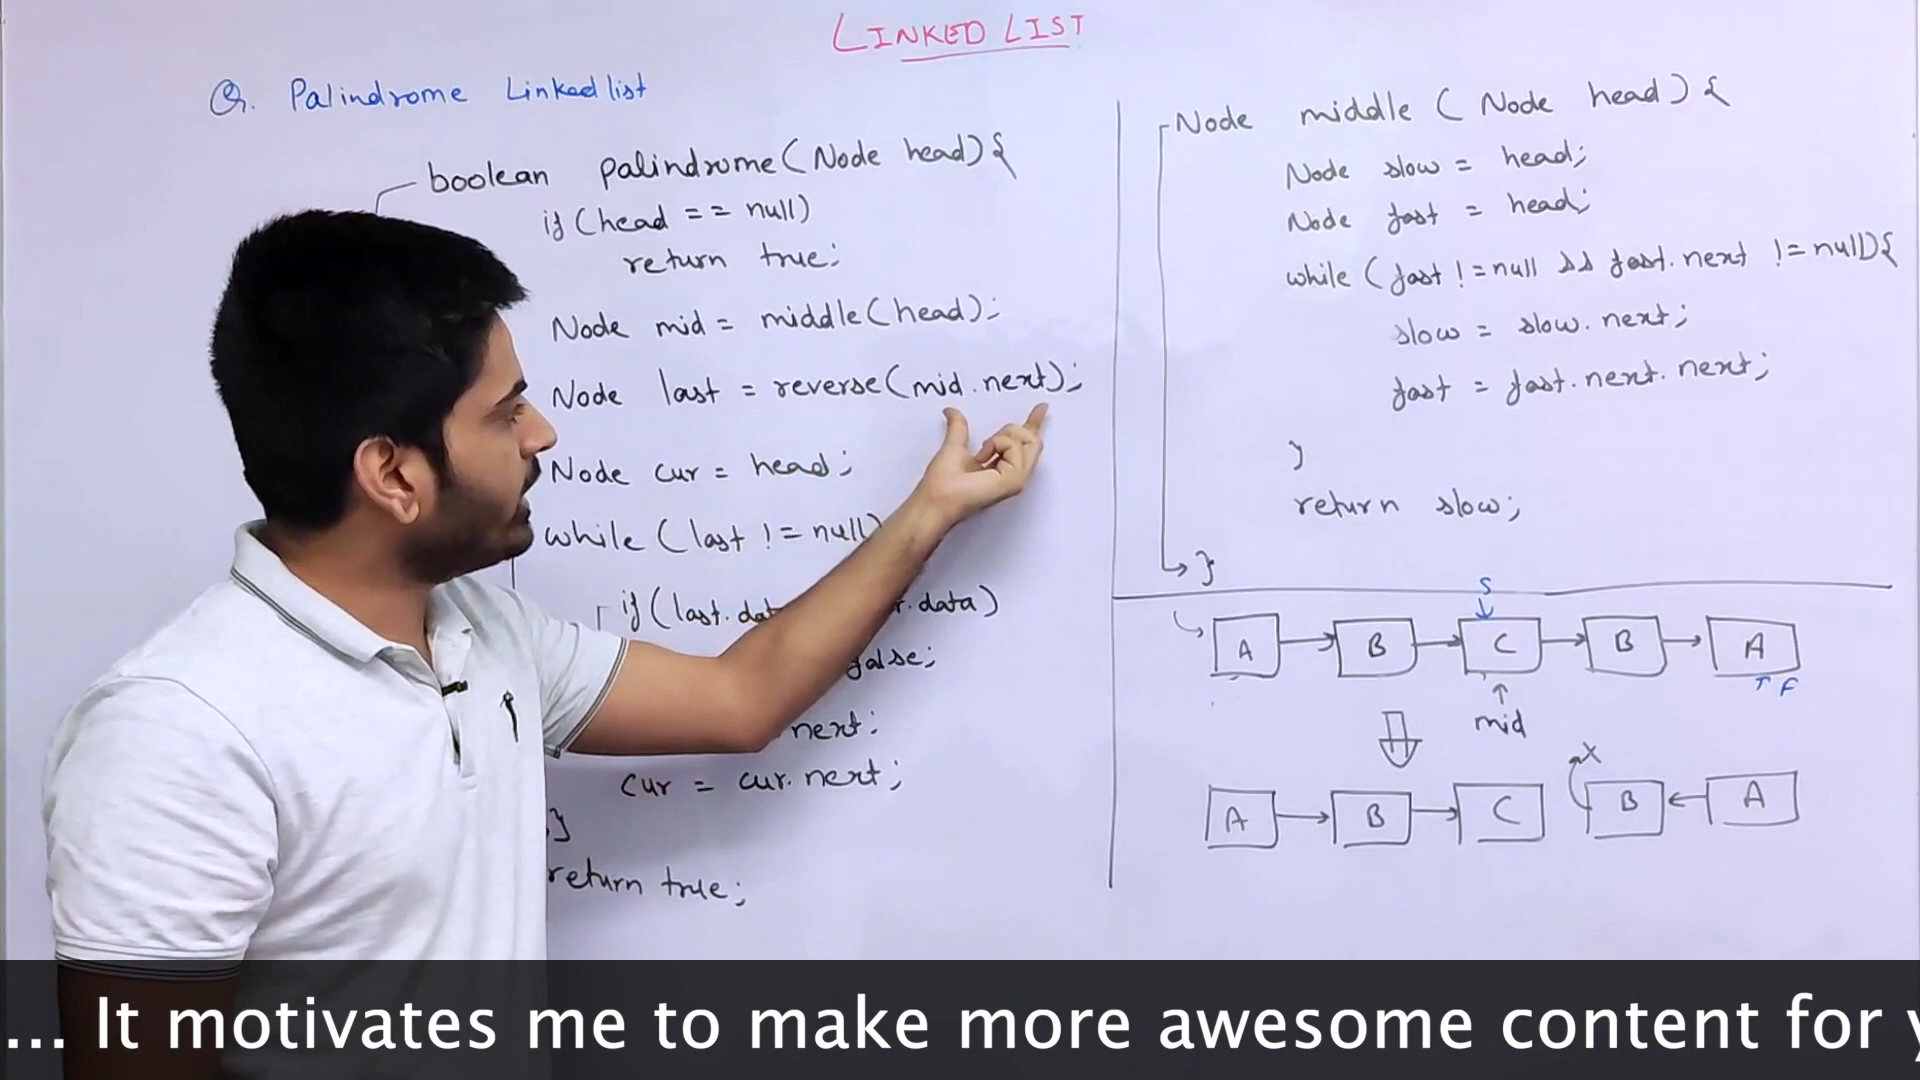 LINKED LIST
Q. Palindrome Linkedlist
boolean palindrome(Node head){
if(head == null)
return true;
Node mid = middle(head);
Node last = reverse(mid.next);
Node cur = head;
while (last != null)
if(last.dat r.data)
false;
next;
cur = cur.next;
}
return true;
Node middle (Node head){
Node slow = head;
Node fast = head;
while (fast != null && fast.next != null){
slow = slow.next;
fast = fast.next.next;
}
return slow;
}
S
A B C B A
F
mid
X
A B C B A
... It motivates me to make more awesome content for y